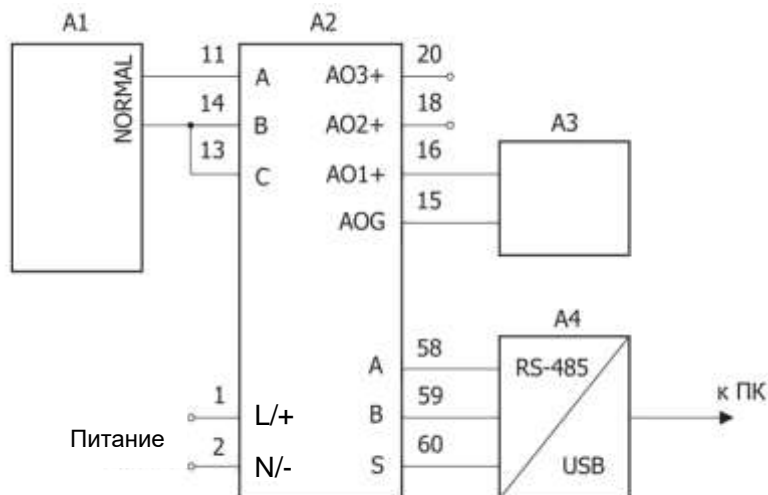 A1
A2
11
20
NORMAL
A
AO3+
14
18
B
AO2+
A3
13
16
C
AO1+
15
AOG
A4
58
A
RS-485
59
к ПК
1
L/+
B
Питание
60
2
N/-
S
USB